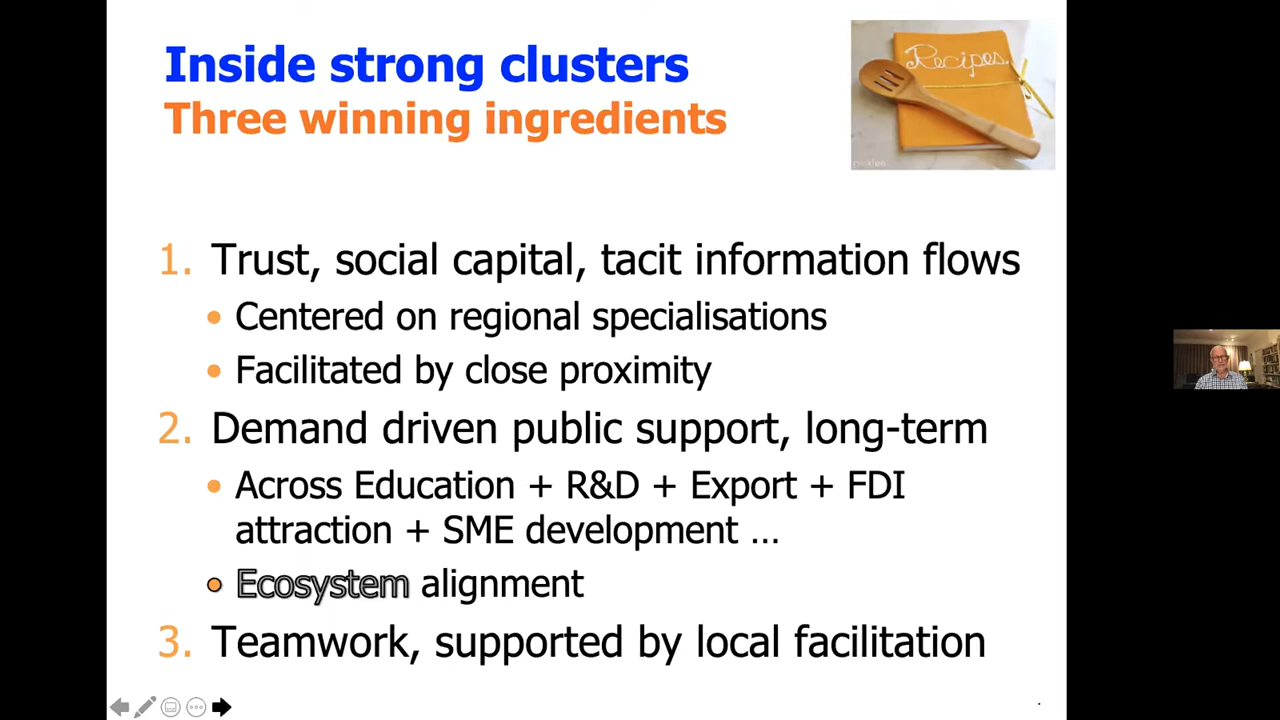 Inside strong clusters
Three winning ingredients
Recipes
1. Trust, social capital, tacit information flows
• Centered on regional specialisations
• Facilitated by close proximity
2. Demand driven public support, long-term
• Across Education + R&D + Export + FDI
attraction + SME development ...
• Ecosystem alignment
3. Teamwork, supported by local facilitation